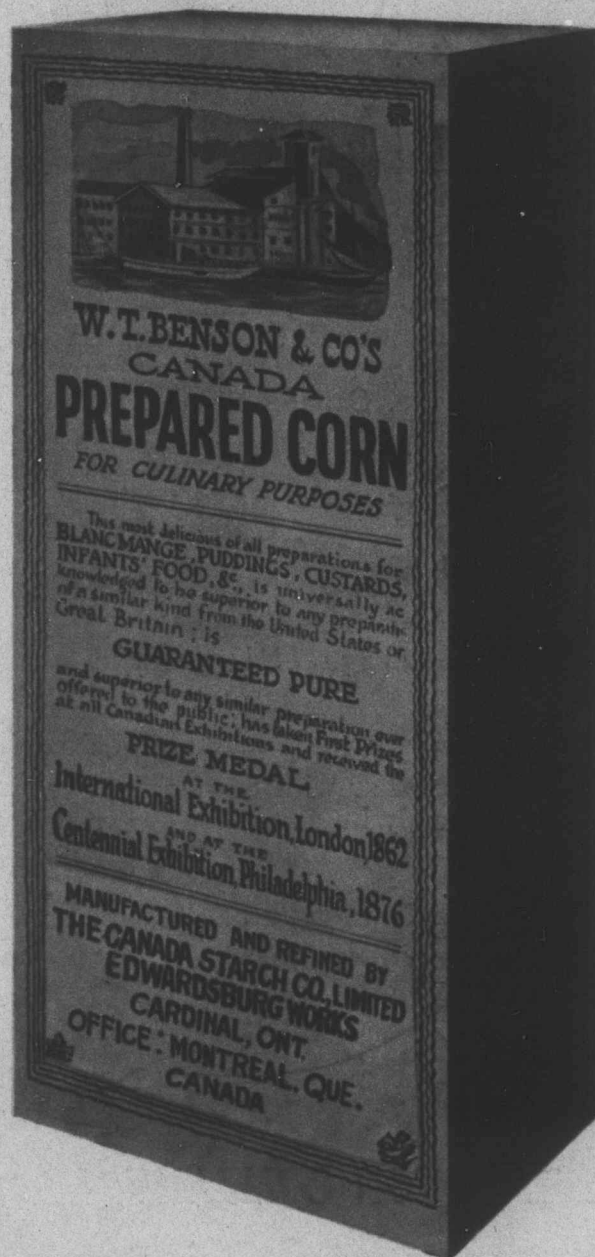 W.T. BENSON & CO'S
CANADA
PREPARED CORN
FOR CULINARY PURPOSES
This most delicious of all preparations for
BLANC MANGE, PUDDINGS, CUSTARDS,
INFANTS' FOOD, &c., is universally ac
knowledged to be superior to any preparatn.
of a similar kind from the United States or
Great Britain; is
GUARANTEED PURE
and superior to any similar preparation ever
offered to the public; has taken First Prizes
at all Canadian Exhibitions and received the
PRIZE MEDAL
AT THE
International Exhibition, London, 1862
AND AT THE
Centennial Exhibition, Philadelphia, 1876
MANUFACTURED AND REFINED BY
THE CANADA STARCH CO., LIMITED
EDWARDSBURG WORKS
CARDINAL, ONT.
OFFICE: MONTREAL, QUE.
CANADA